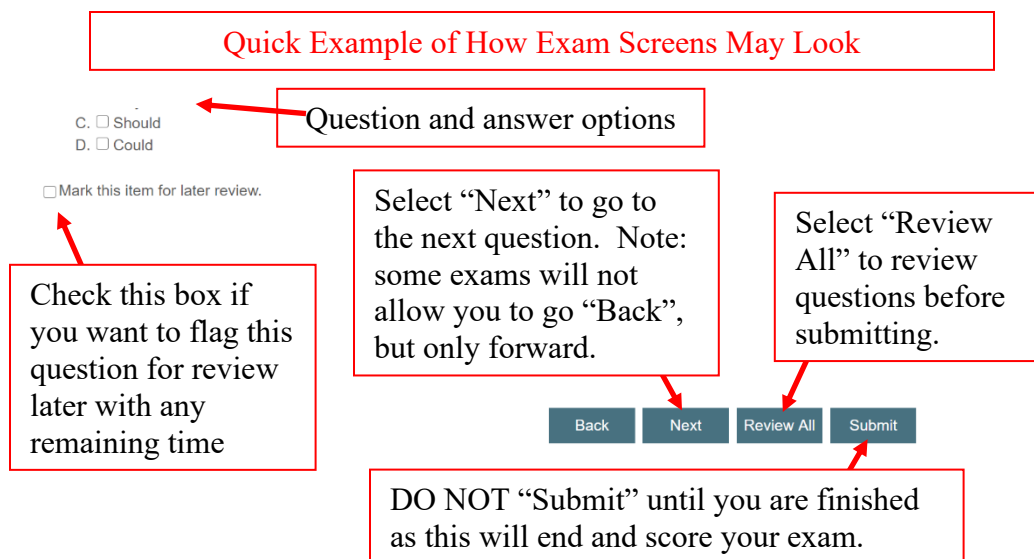 Quick Example of How Exam Screens May Look
Question and answer options
C. Should
D. Could
Mark this item for later review.
Check this box if
you want to flag this
question for review
later with any
remaining time
Select “Next” to go to
the next question.  Note:
some exams will not
allow you to go “Back”,
but only forward.
Select “Review
All” to review
questions before
submitting.
Back
Next
Review All
Submit
DO NOT “Submit” until you are finished
as this will end and score your exam.